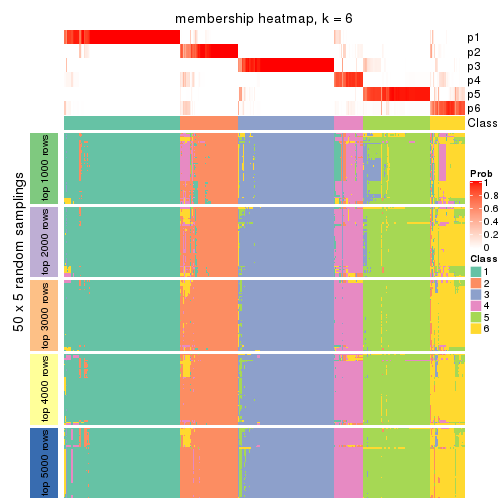 membership heatmap, k = 6
p1
p2
p3
p4
p5
p6
Class
50 x 5 random samplings
top 1000 rows
top 2000 rows
top 3000 rows
top 4000 rows
top 5000 rows
Prob
1
0.8
0.6
0.4
0.2
0
Class
1
2
3
4
5
6